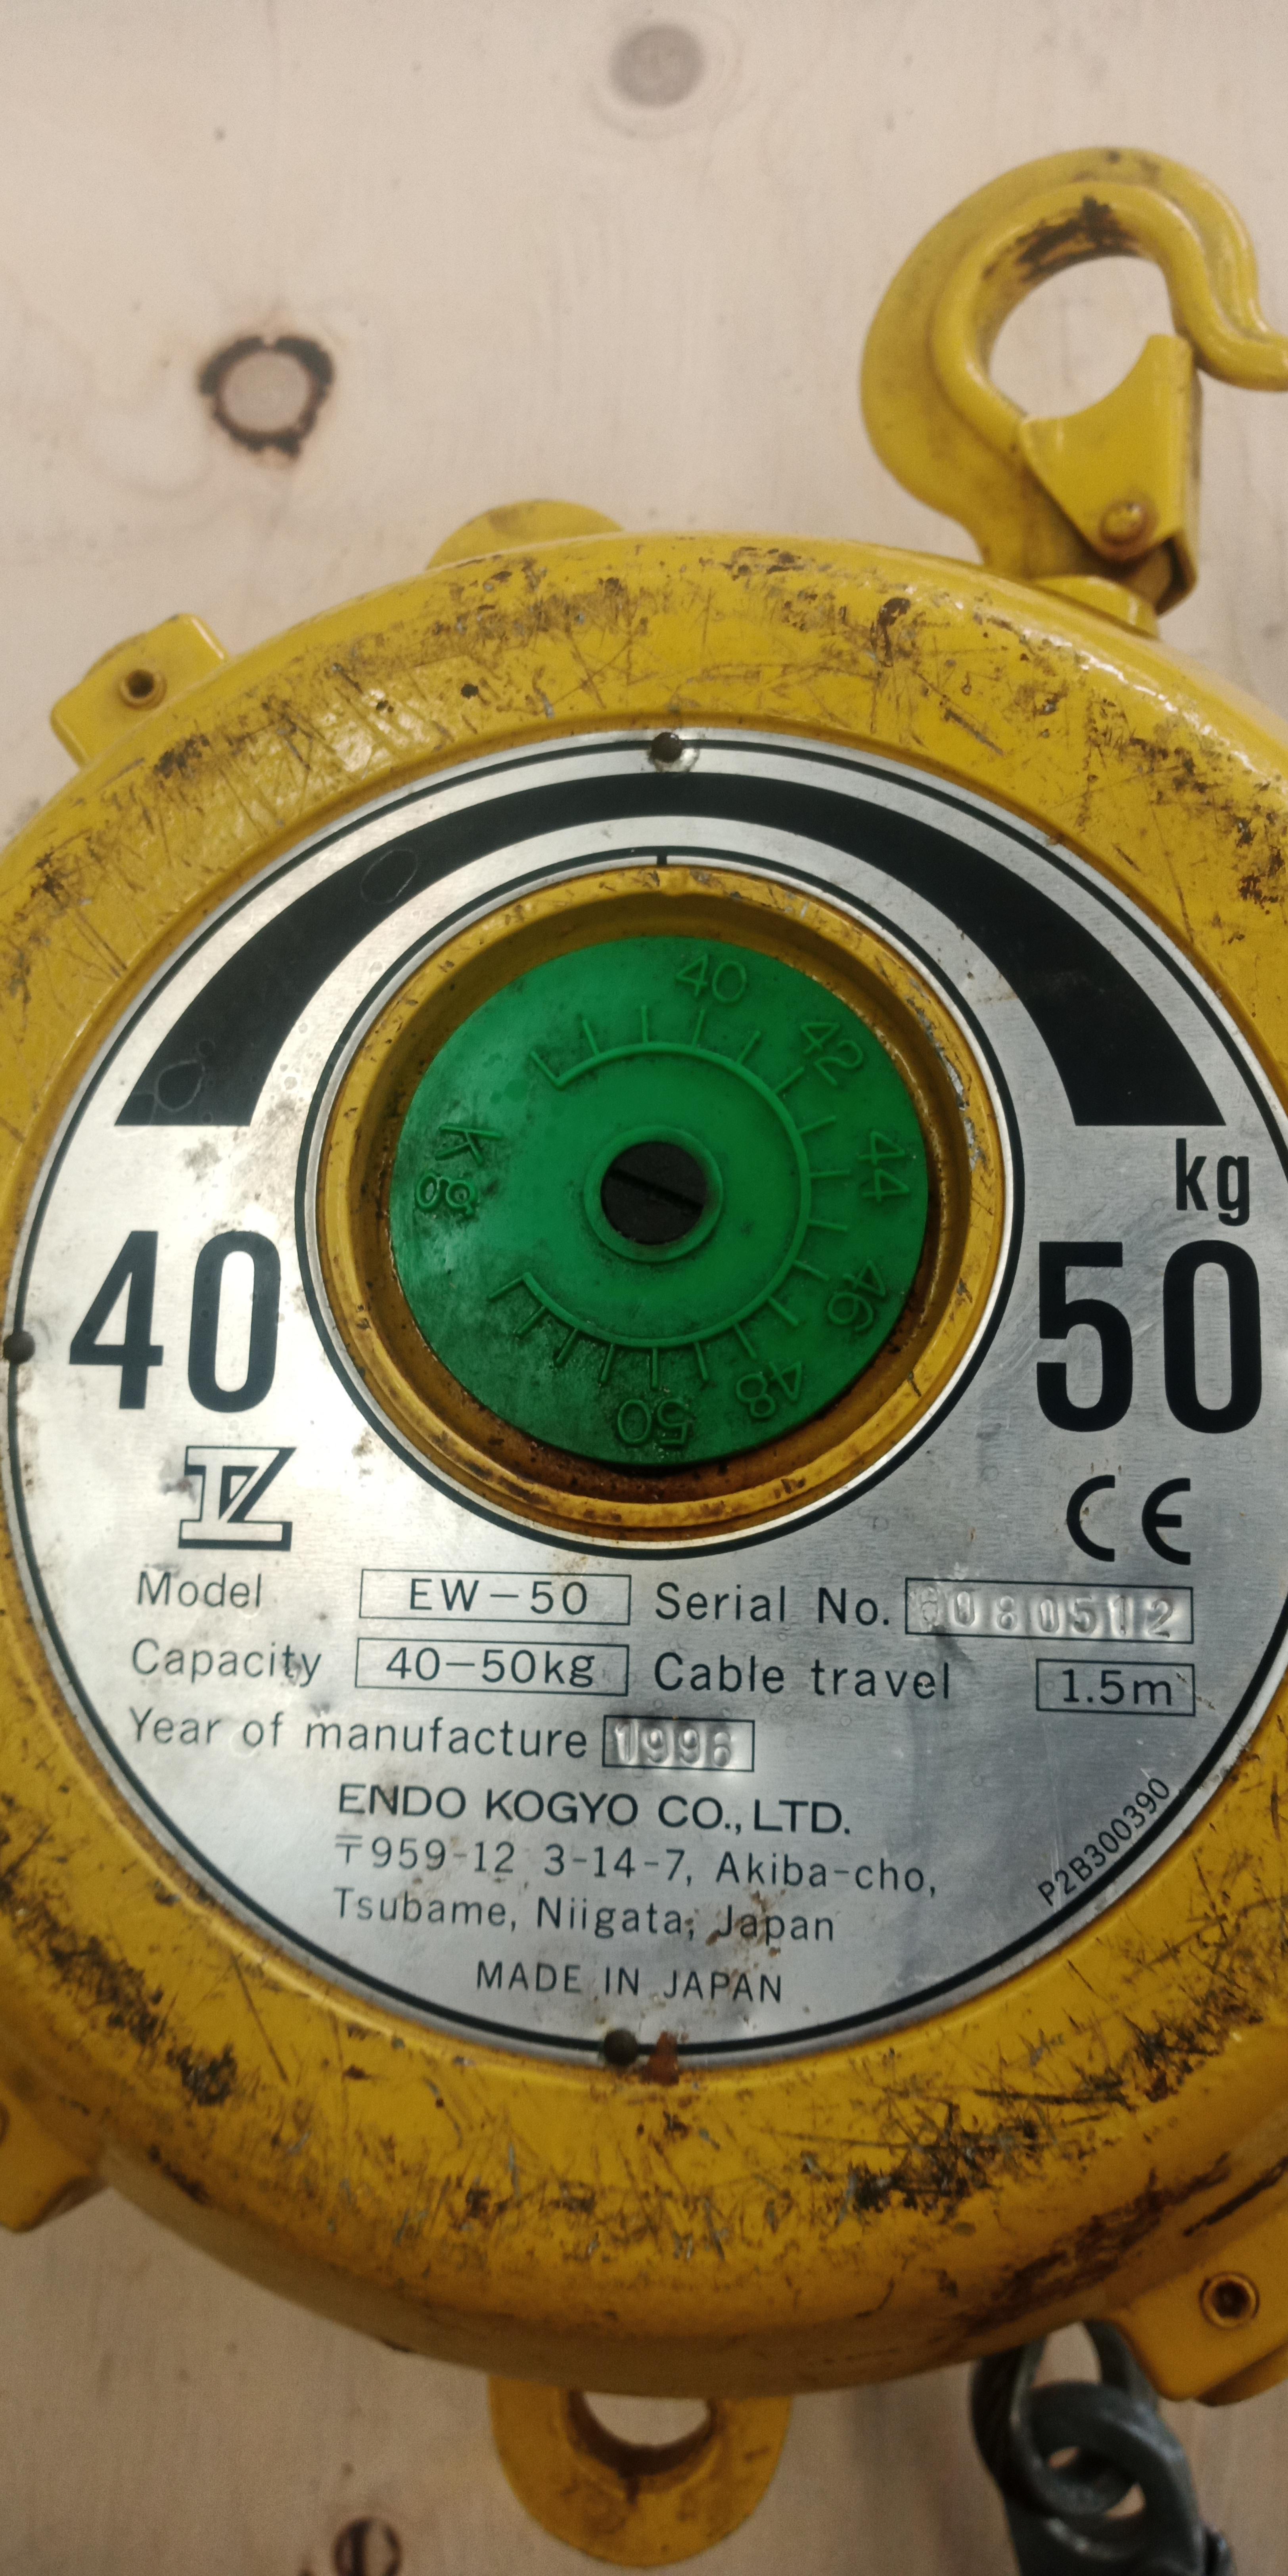 40
42
44
46
48
50
Kg
kg
40
50
CE
Model EW-50 Serial No. 6080512
Capacity 40-50kg Cable travel 1.5m
Year of manufacture 1996
ENDO KOGYO CO., LTD.
〒959-12 3-14-7, Akiba-cho,
Tsubame, Niigata, Japan
MADE IN JAPAN
P2B300390